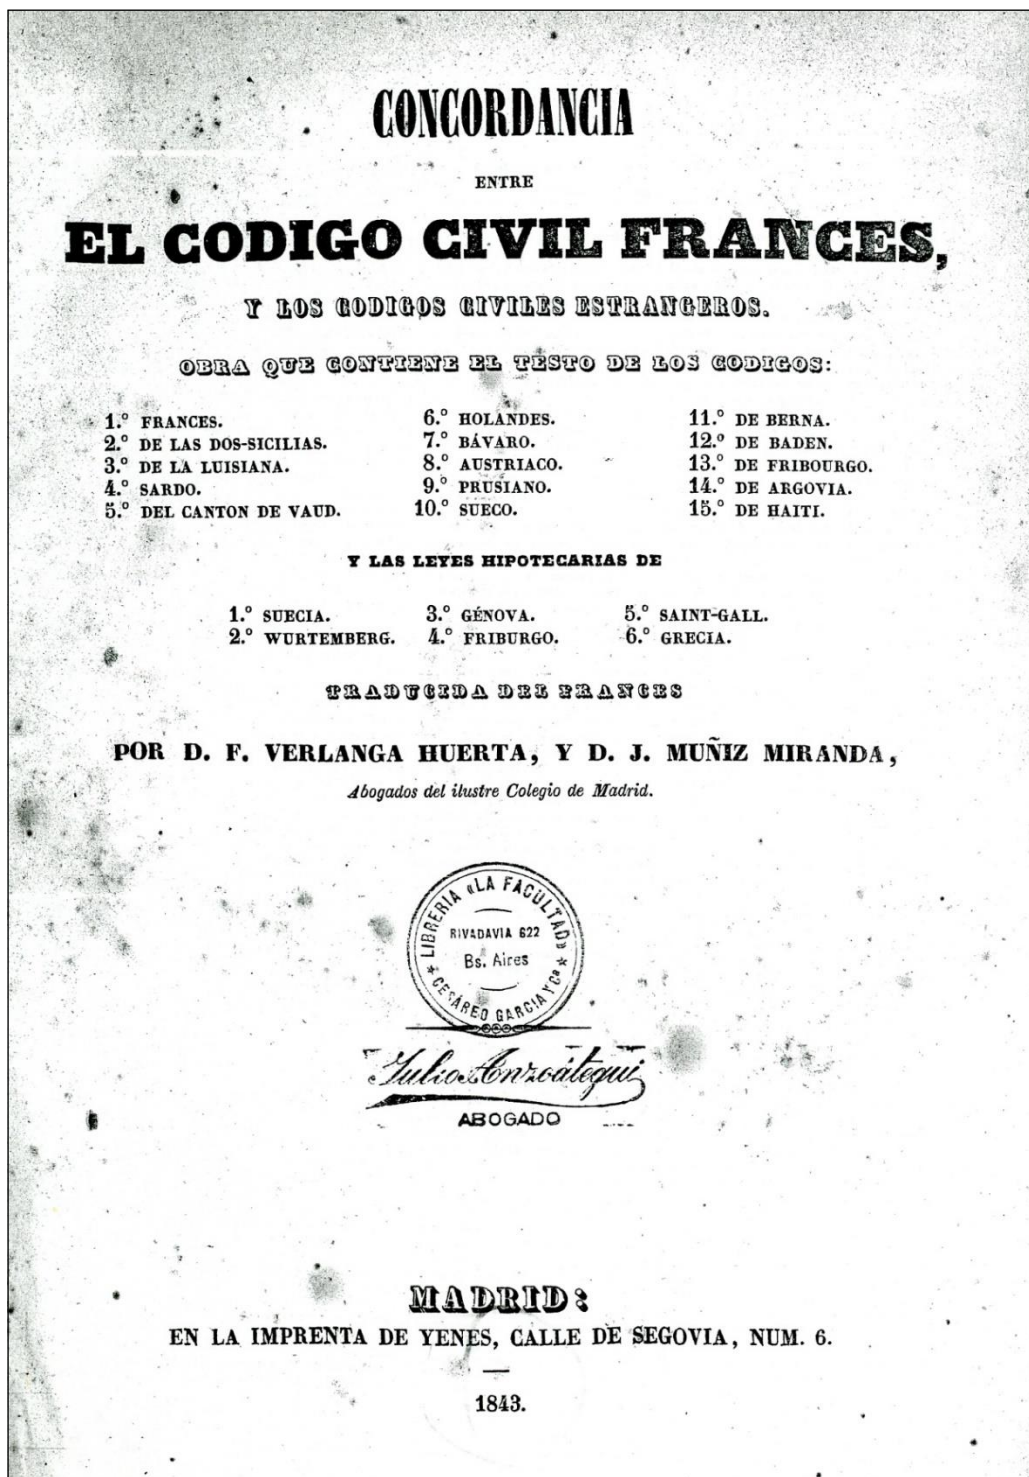 CONCORDANCIA
ENTRE
EL CODIGO CIVIL FRANCES,
Y LOS CODIGOS CIVILES ESTRANGEROS.
OBRA QUE CONTIENE EL TESTO DE LOS CODIGOS:
1.º FRANCES.
2.º DE LAS DOS-SICILIAS.
3.º DE LA LUISIANA.
4.º SARDO.
5.º DEL CANTON DE VAUD.
6.º HOLANDES.
7.º BÁVARO.
8.º AUSTRIACO.
9.º PRUSIANO.
10.º SUECO.
11.º DE BERNA.
12.º DE BADEN.
13.º DE FRIBOURGO.
14.º DE ARGOVIA.
15.º DE HAITI.
Y LAS LEYES HIPOTECARIAS DE
1.º SUECIA.
2.º WURTEMBERG.
3.º GÉNOVA.
4.º FRIBURGO.
5.º SAINT-GALL.
6.º GRECIA.
TRADUCIDA DEL FRANCES
POR D. F. VERLANGA HUERTA, Y D. J. MUÑIZ MIRANDA,
Abogados del ilustre Colegio de Madrid.
LIBRERIA «LA FACULTAD»
RIVADAVIA 622
Bs. Aires
* CESÁREO GARCIA Y Cª *
Julio Anzoátegui
ABOGADO
MADRID:
EN LA IMPRENTA DE YENES, CALLE DE SEGOVIA, NUM. 6.
1843.